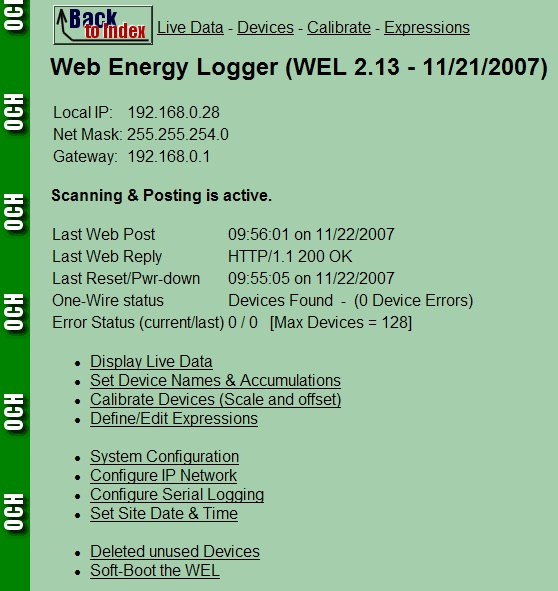 Back to Index Live Data - Devices - Calibrate - Expressions
Web Energy Logger (WEL 2.13 - 11/21/2007)
Local IP: 192.168.0.28
Net Mask: 255.255.254.0
Gateway: 192.168.0.1
Scanning & Posting is active.
Last Web Post 09:56:01 on 11/22/2007
Last Web Reply HTTP/1.1 200 OK
Last Reset/Pwr-down 09:55:05 on 11/22/2007
One-Wire status Devices Found - (0 Device Errors)
Error Status (current/last) 0 / 0 [Max Devices = 128]
Display Live Data
Set Device Names & Accumulations
Calibrate Devices (Scale and offset)
Define/Edit Expressions
System Configuration
Configure IP Network
Configure Serial Logging
Set Site Date & Time
Deleted unused Devices
Soft-Boot the WEL
OCH
OCH
OCH
OCH
OCH
OCH